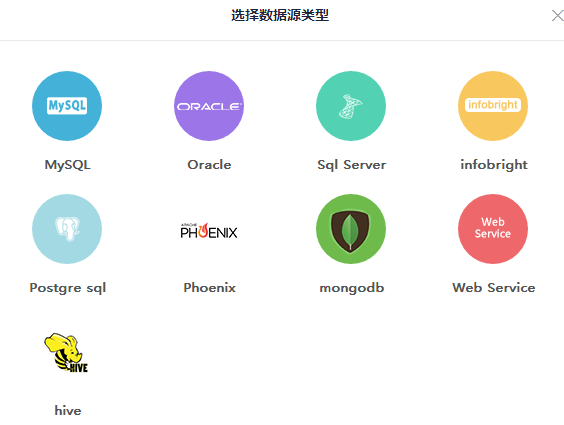 选择数据源类型
MySQL
ORACLE
infobright
MySQL
Oracle
Sql Server
infobright
APACHE
PHOENIX
Web
Service
Postgre sql
Phoenix
mongodb
Web Service
HIVE
hive